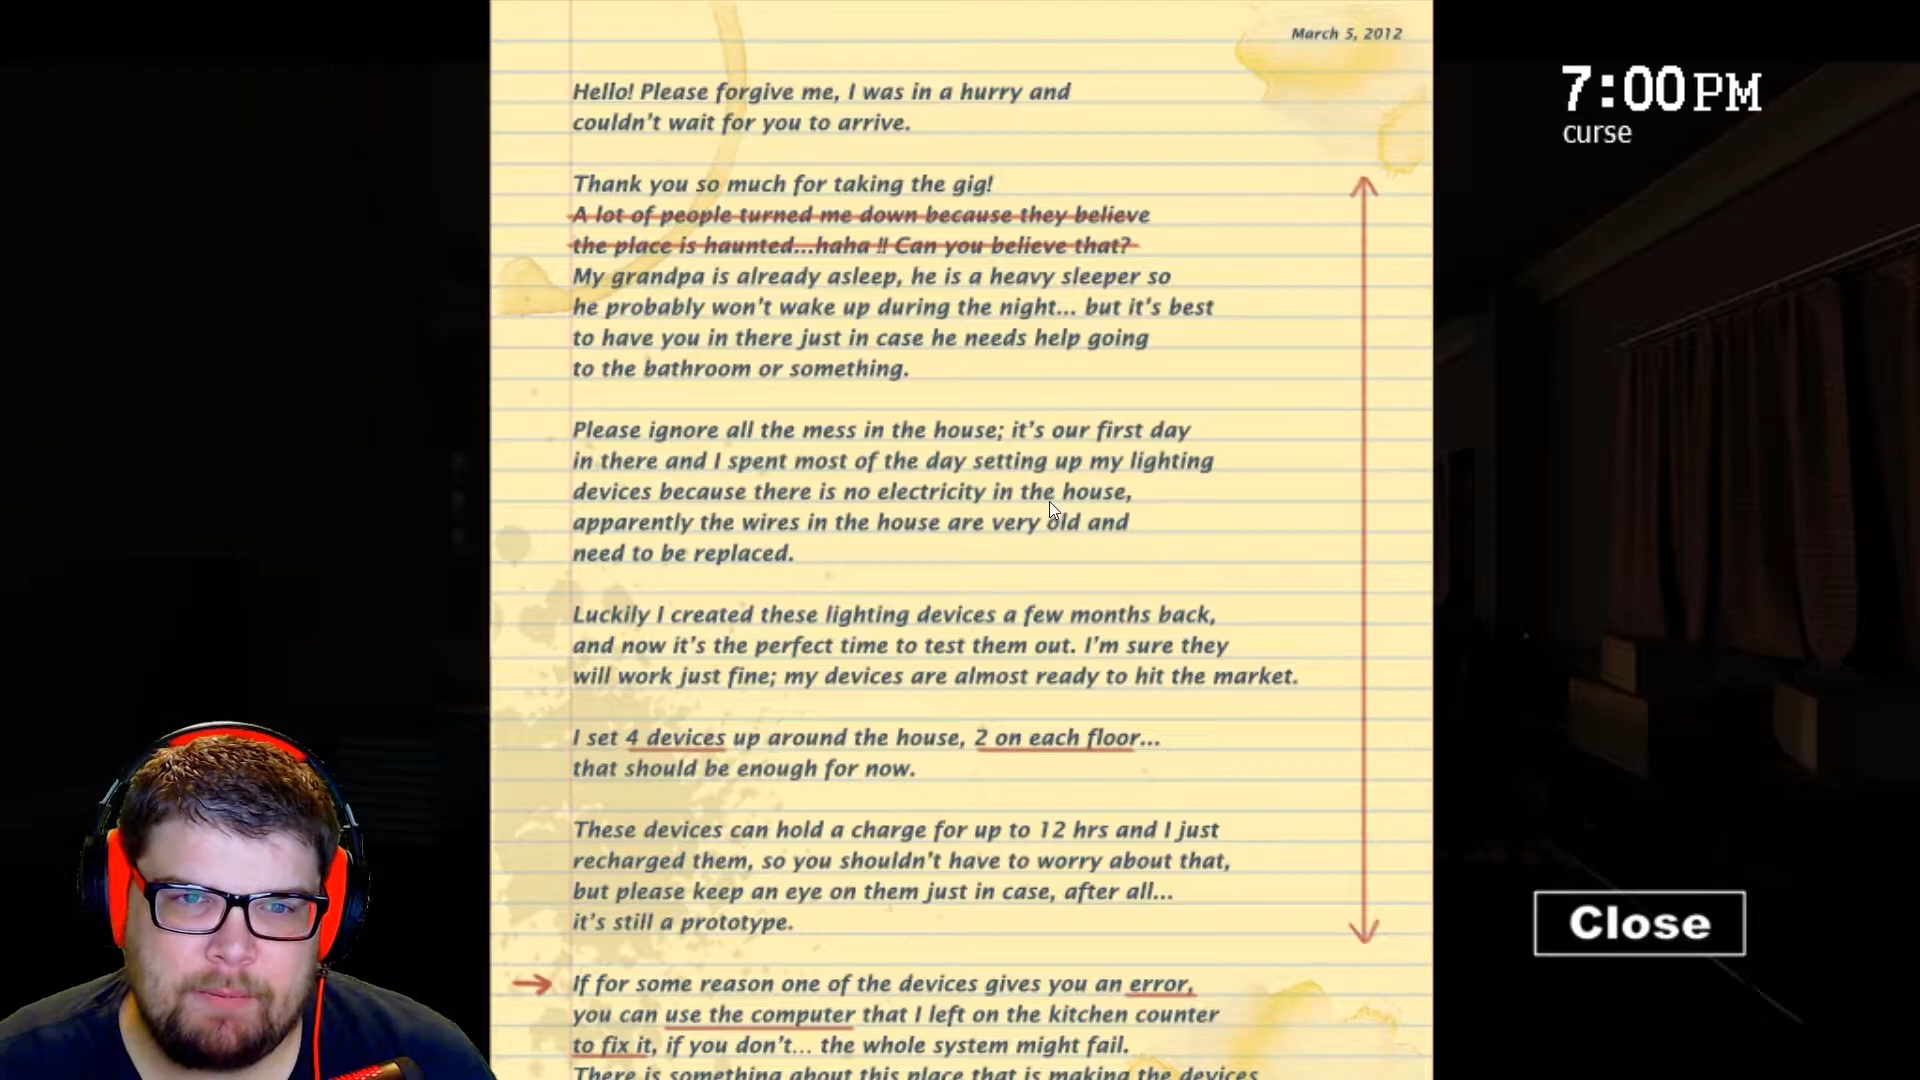 March 5, 2012
7:00 PM
curse
Hello! Please forgive me, I was in a hurry and
couldn't wait for you to arrive.
Thank you so much for taking the gig!
A lot of people turned me down because they believe
the place is haunted...haha !! Can you believe that?
My grandpa is already asleep, he is a heavy sleeper so
he probably won't wake up during the night... but it's best
to have you in there just in case he needs help going
to the bathroom or something.
Please ignore all the mess in the house; it's our first day
in there and I spent most of the day setting up my lighting
devices because there is no electricity in the house,
apparently the wires in the house are very old and
need to be replaced.
Luckily I created these lighting devices a few months back,
and now it's the perfect time to test them out. I'm sure they
will work just fine; my devices are almost ready to hit the market.
I set 4 devices up around the house, 2 on each floor...
that should be enough for now.
These devices can hold a charge for up to 12 hrs and I just
recharged them, so you shouldn't have to worry about that,
but please keep an eye on them just in case, after all...
it's still a prototype.
Close
If for some reason one of the devices gives you an error,
you can use the computer that I left on the kitchen counter
to fix it, if you don't... the whole system might fail.
There is something about this place that is making the devices